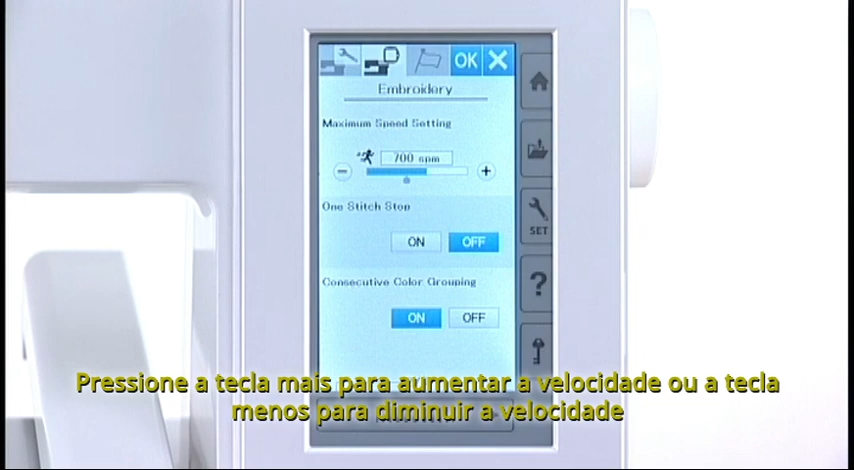 OK
Embroidery
Maximum Speed Setting
700 spm
One Stitch Stop
ON OFF
SET
Consecutive Color Grouping
?
ON OFF
Pressione a tecla mais para aumentar a velocidade ou a tecla
menos para diminuir a velocidade